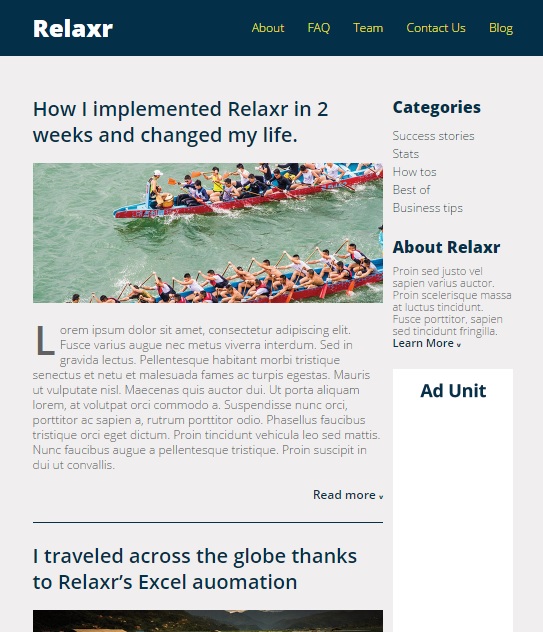 Relaxr
About FAQ Team Contact Us Blog
How I implemented Relaxr in 2
weeks and changed my life.
Lorem ipsum dolor sit amet, consectetur adipiscing elit.
Fusce varius augue nec metus viverra interdum. Sed in
gravida lectus. Pellentesque habitant morbi tristique
senectus et netu et malesuada fames ac turpis egestas. Mauris
ut vulputate nisl. Maecenas quis auctor dui. Ut porta aliquam
lorem, at volutpat orci commodo a. Suspendisse nunc orci,
porttitor ac sapien a, rutrum porttitor odio. Phasellus faucibus
tristique orci eget dictum. Proin tincidunt vehicula leo sed mattis.
Nunc faucibus augue a pellentesque tristique. Proin suscipit in
dui ut convallis.
Read more
I traveled across the globe thanks
to Relaxr’s Excel auomation
Categories
Success stories
Stats
How tos
Best of
Business tips
About Relaxr
Proin sed justo vel
sapien varius auctor.
Proin scelerisque massa
at luctus tincidunt.
Fusce porttitor, sapien
sed tincidunt fringilla.
Learn More
Ad Unit